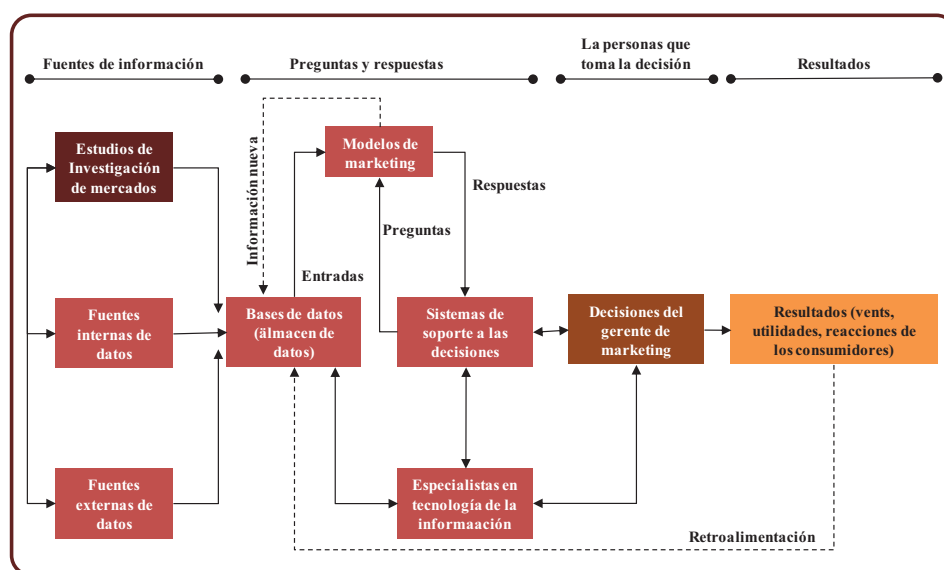 La personas que
toma la decisión
Fuentes de información
Preguntas y respuestas
Resultados
Estudios de
Investigación
de mercados
Información nueva
Modelos de
marketing
Respuestas
Preguntas
Entradas
Fuentes
internas de
datos
Bases de datos
(älmacen de
datos)
Sistemas de
soporte a las
decisiones
Decisiones del
gerente de
marketing
Resultados (vents,
utilidades, reacciones de
los consumidores)
Fuentes
externas de
datos
Especialistas en
tecnología de la
informaación
Retroalimentación